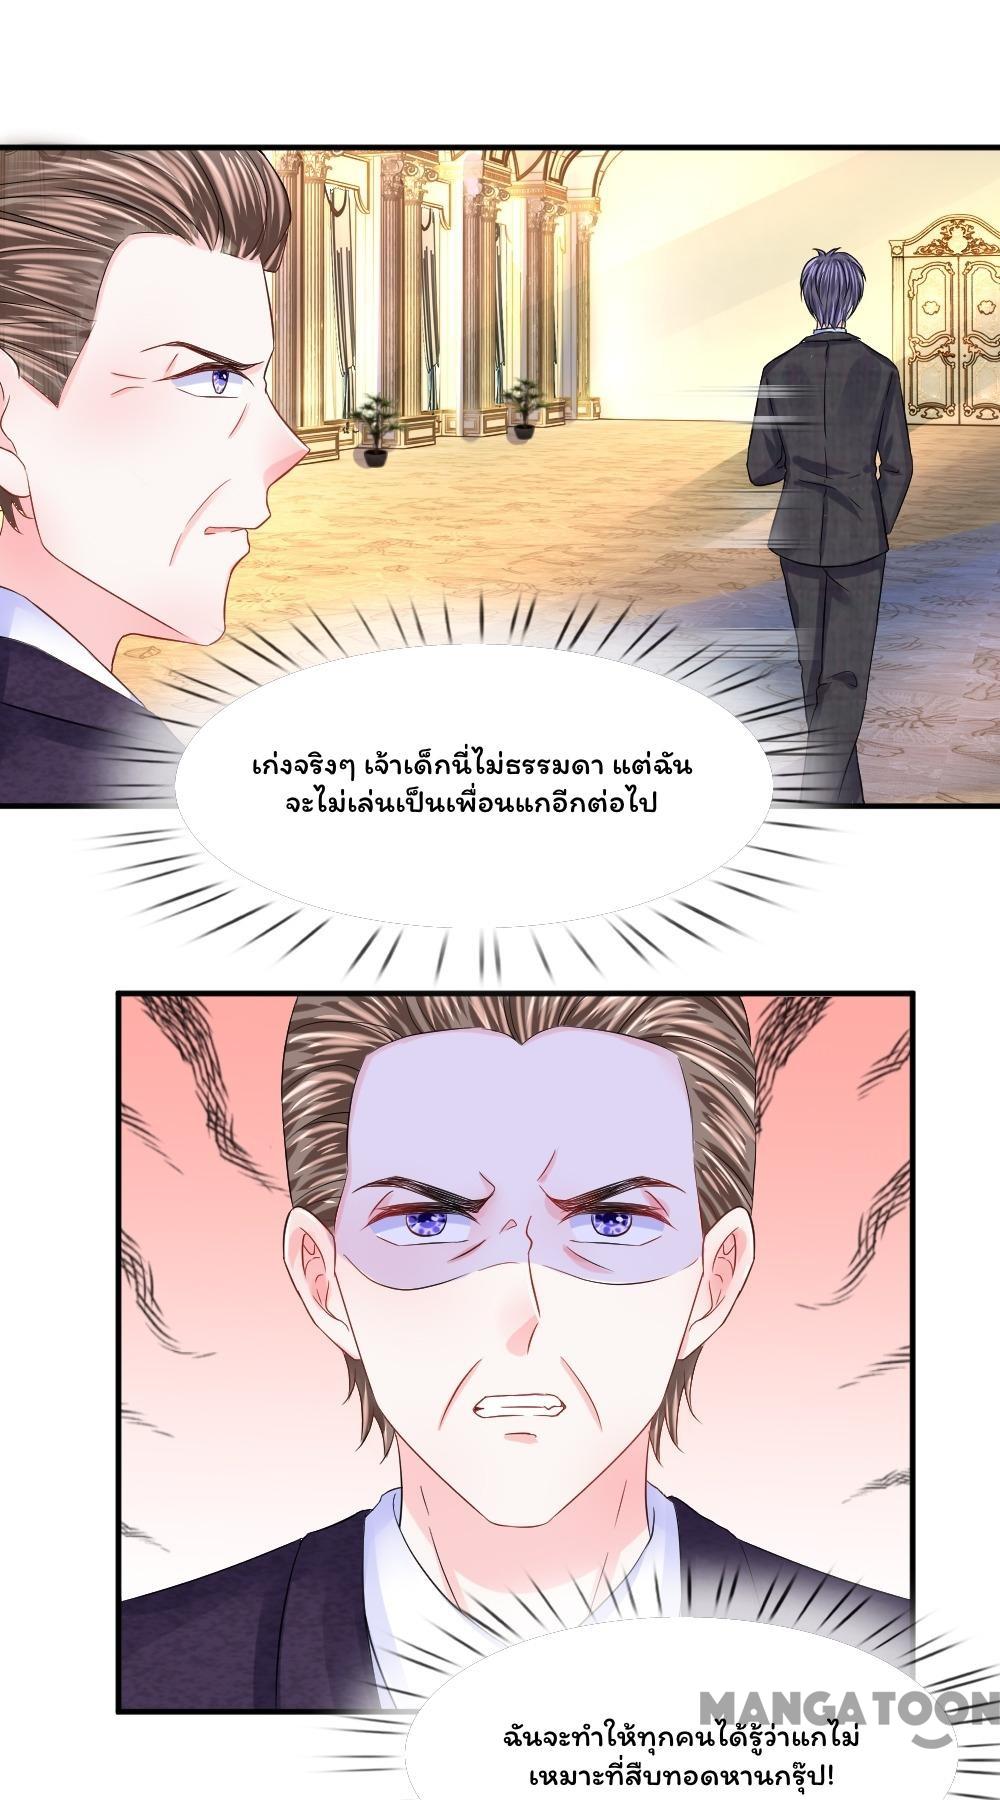 เก่งจริงๆ เจ้าเด็กนี่ไม่ธรรมดา แต่ฉัน
จะไม่เล่นเป็นเพื่อนแกอีกต่อไป
MANGATOON
ฉันจะทำให้ทุกคนได้รู้ว่าแกไม่
เหมาะที่สืบทอดหานกรุ๊ป!